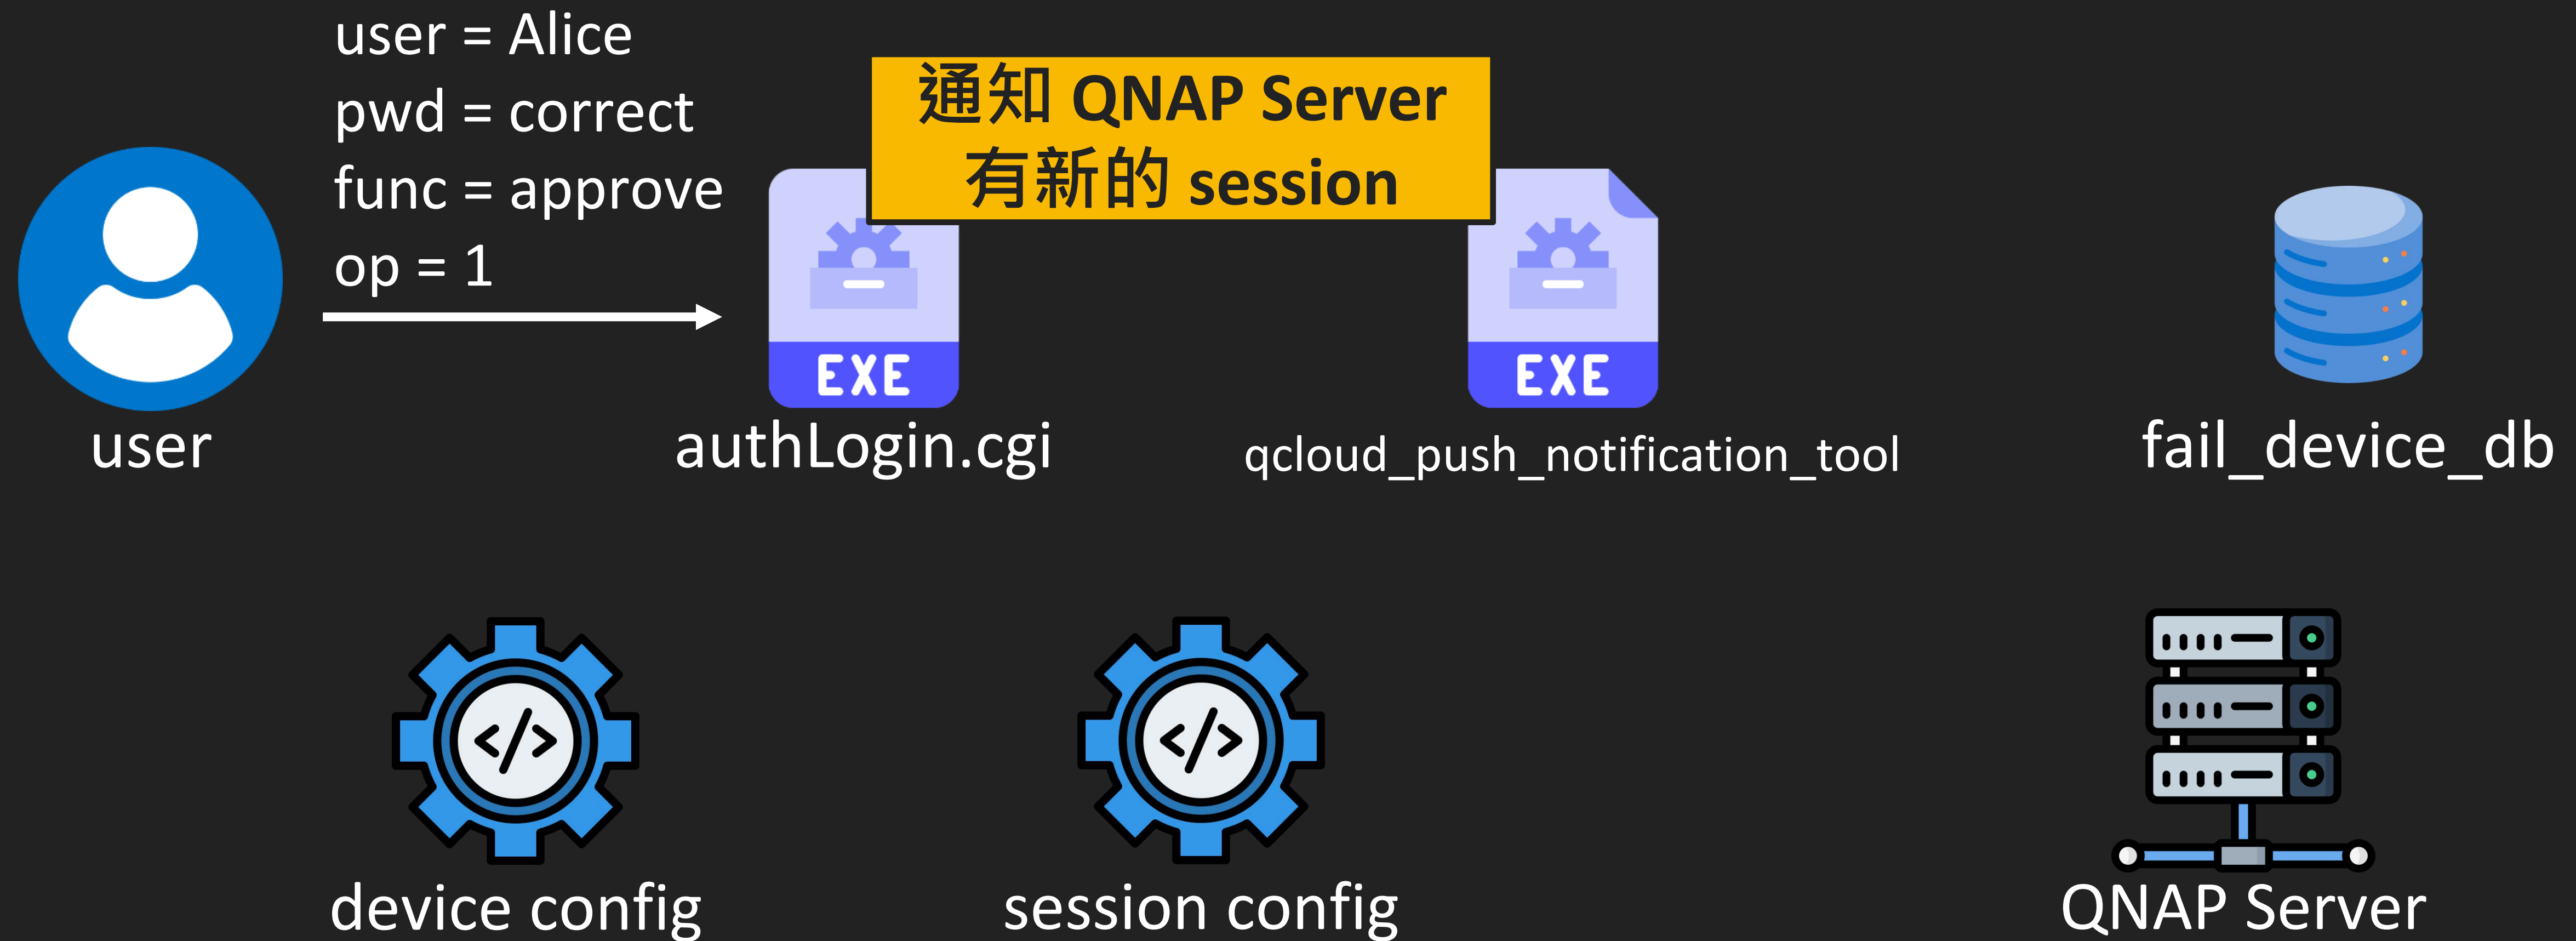 user = Alice
pwd = correct
func = approve
op = 1
通知 QNAP Server
有新的 session
EXE
EXE
user
authLogin.cgi
qcloud_push_notification_tool
fail_device_db
</>
</>
device config
session config
QNAP Server